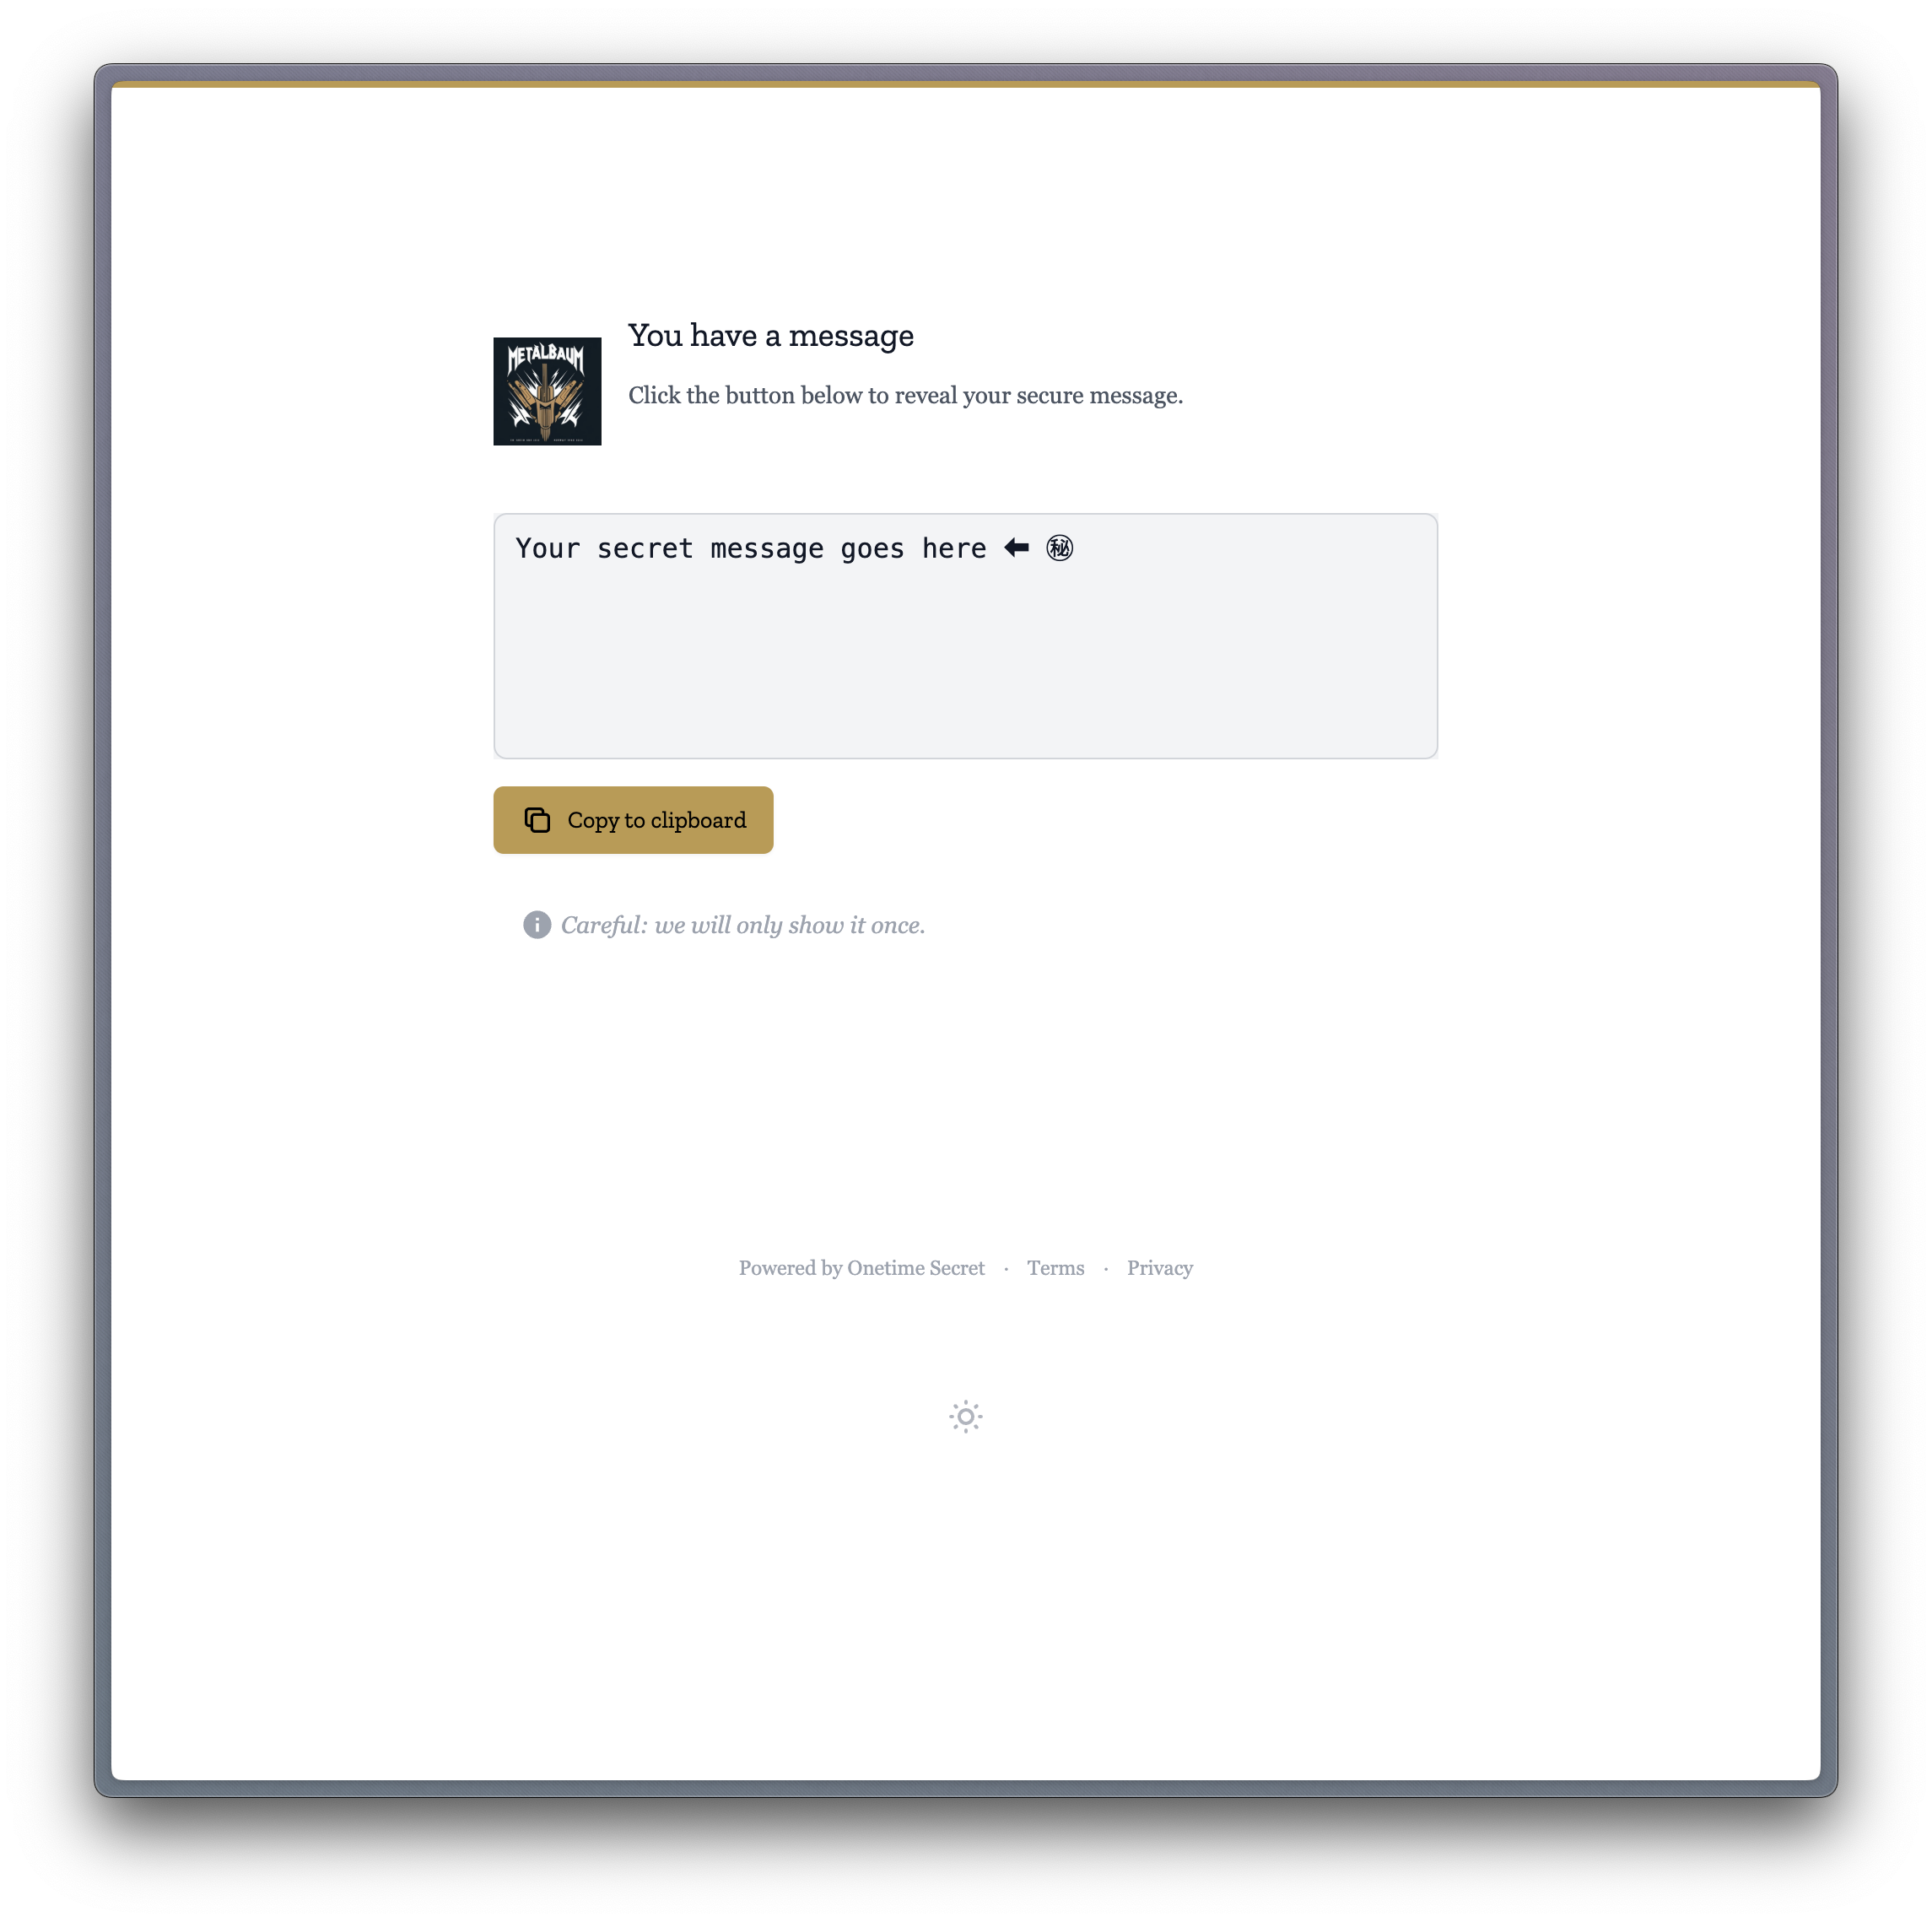 METALBAUM
You have a message
Click the button below to reveal your secure message.
Your secret message goes here ⬅ ㊙
Copy to clipboard
Careful: we will only show it once.
Powered by Onetime Secret · Terms · Privacy